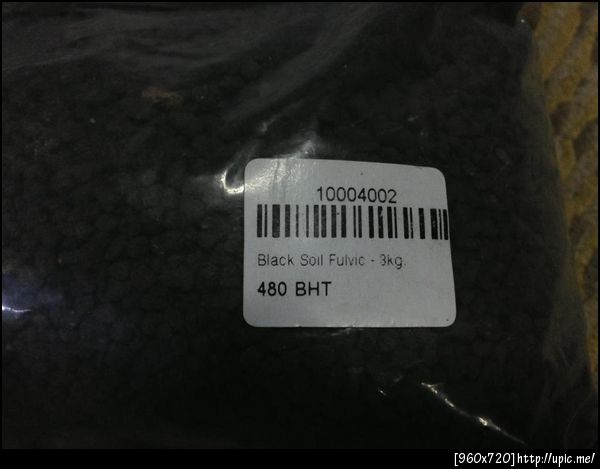 10004002
Black Soil Fulvic - 3kg.
480 BHT
[960x720]http://upic.me/